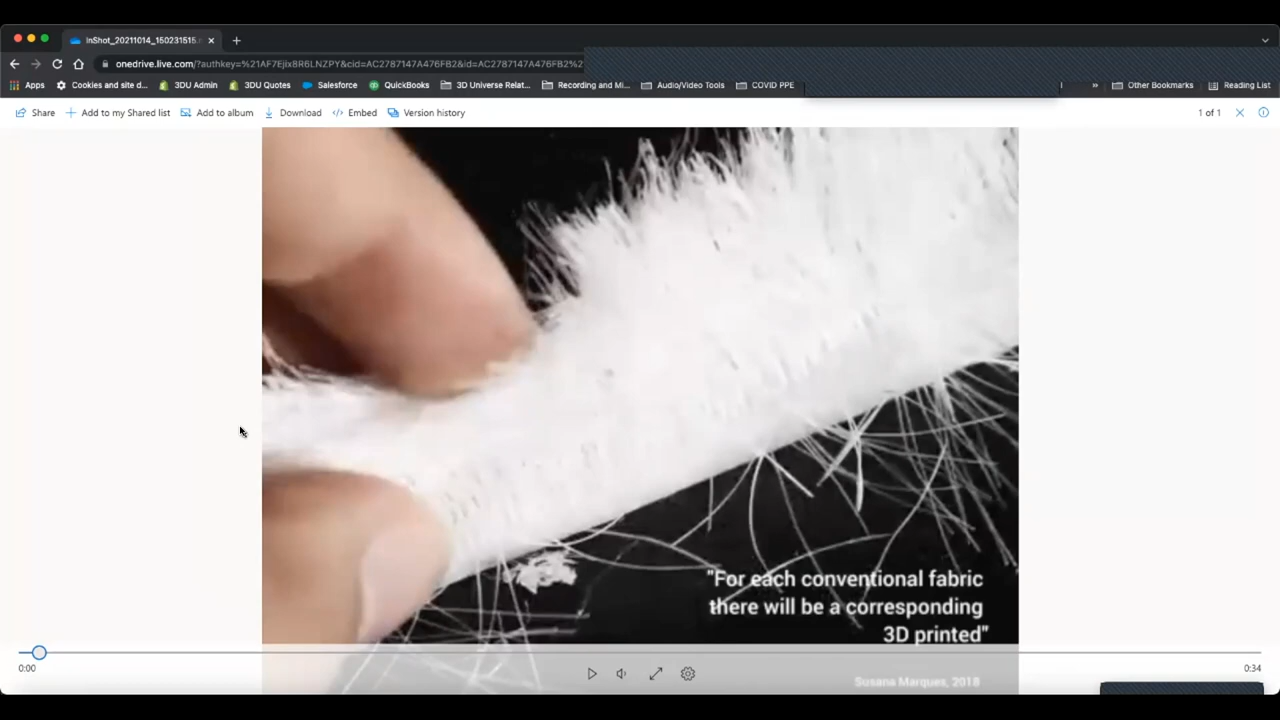 InShot_20211014_150231515.
onedrive.live.com/?authkey=%21AF7Ejix8R6LNZPY&cid=AC2787147A476FB2&id=AC2787147A476FB2%2
Apps Cookies and site d... 3DU Admin 3DU Quotes Salesforce QuickBooks 3D Universe Relat... Recording and Mi... Audio/Video Tools COVID PPE » Other Bookmarks Reading List
Share Add to my Shared list Add to album Download Embed Version history 1 of 1
"For each conventional fabric
there will be a corresponding
3D printed"
0:00 0:34
Susana Marques, 2018